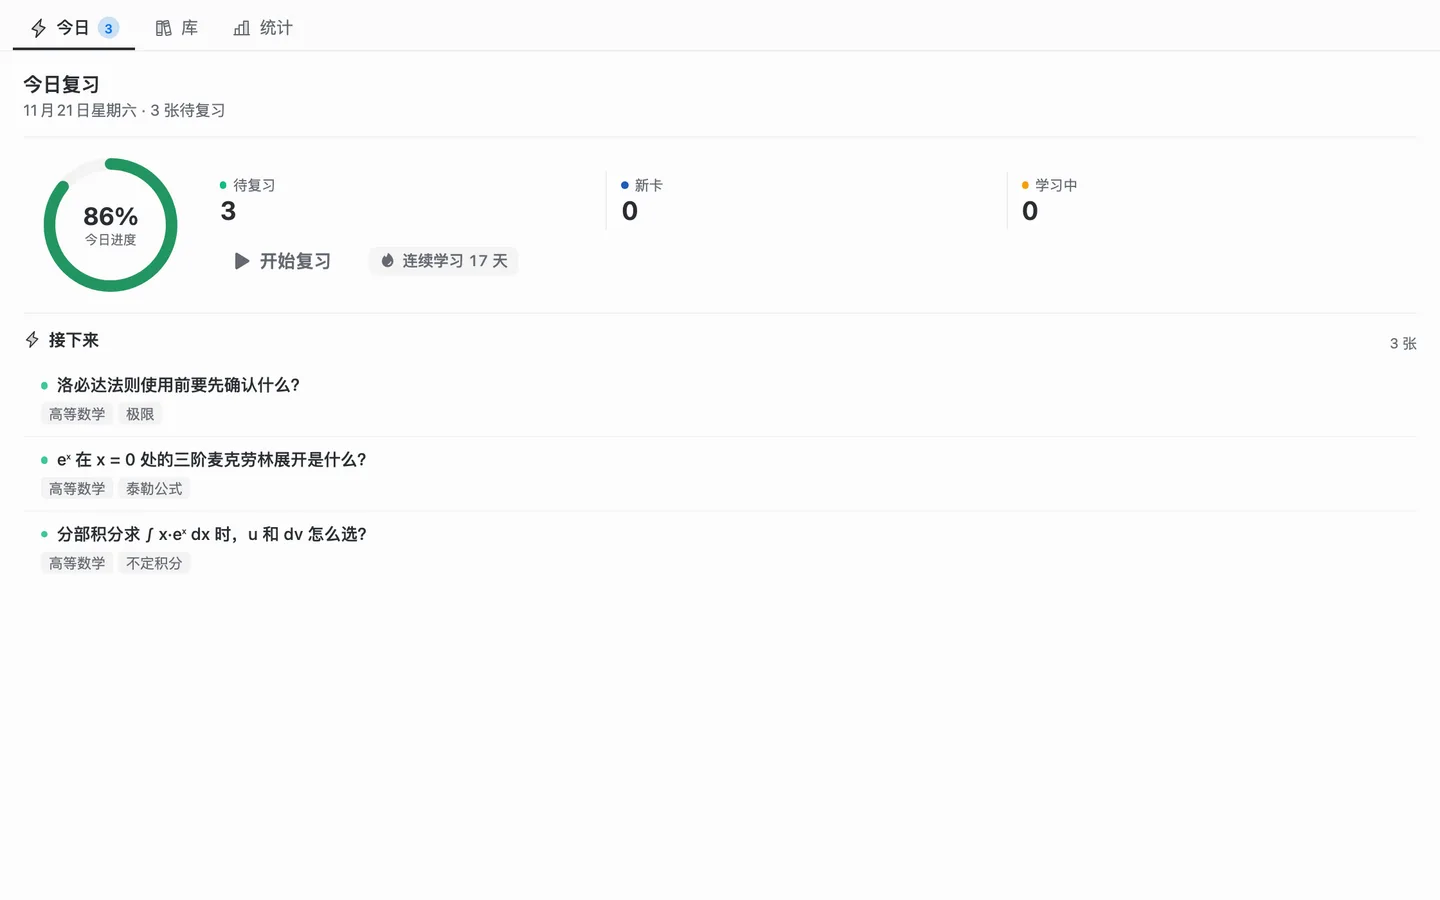 今日 3 库 统计
今日复习
11月21日星期六 · 3 张待复习
86%
今日进度
待复习
3
新卡
0
学习中
0
开始复习
连续学习 17 天
接下来
3 张
洛必达法则使用前要先确认什么？
高等数学 极限
eˣ 在 x = 0 处的三阶麦克劳林展开是什么？
高等数学 泰勒公式
分部积分求 ∫ x·eˣ dx 时，u 和 dv 怎么选？
高等数学 不定积分